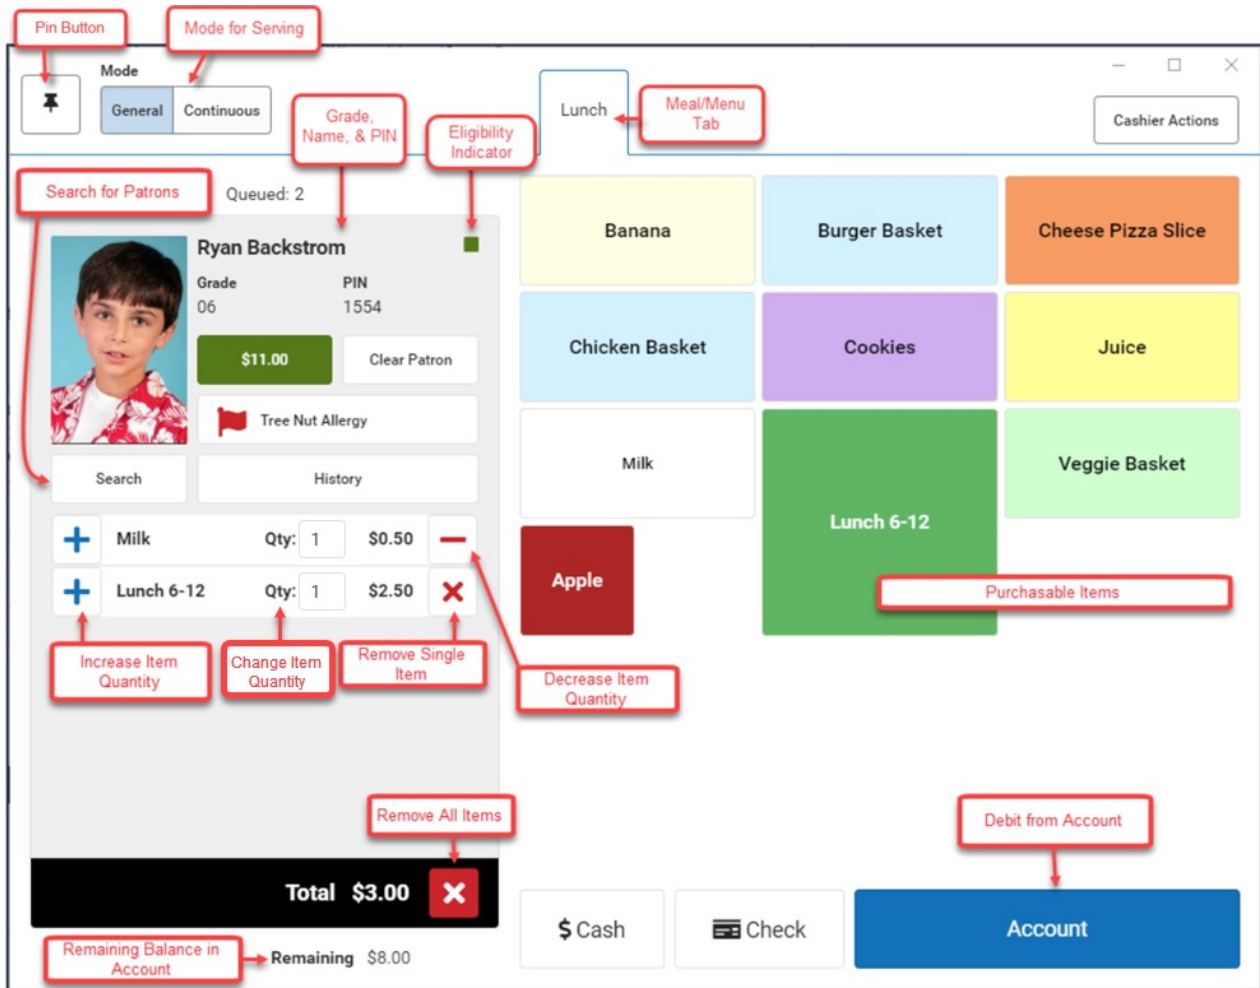 Pin Button
Mode for Serving
Mode
General Continuous
Grade,
Name, & PIN
Eligibility
Indicator
Lunch
Meal/Menu
Tab
Cashier Actions
Search for Patrons
Queued: 2
Ryan Backstrom
Grade PIN
06 1554
$11.00 Clear Patron
Tree Nut Allergy
Search History
Milk Qty: 1 $0.50
Lunch 6-12 Qty: 1 $2.50
Increase Item
Quantity
Change Item
Quantity
Remove Single
Item
Decrease Item
Quantity
Remove All Items
Total $3.00
Remaining Balance in
Account
Remaining $8.00
Banana Burger Basket Cheese Pizza Slice
Chicken Basket Cookies Juice
Milk Lunch 6-12 Veggie Basket
Apple
Purchasable Items
Debit from Account
$ Cash Check Account